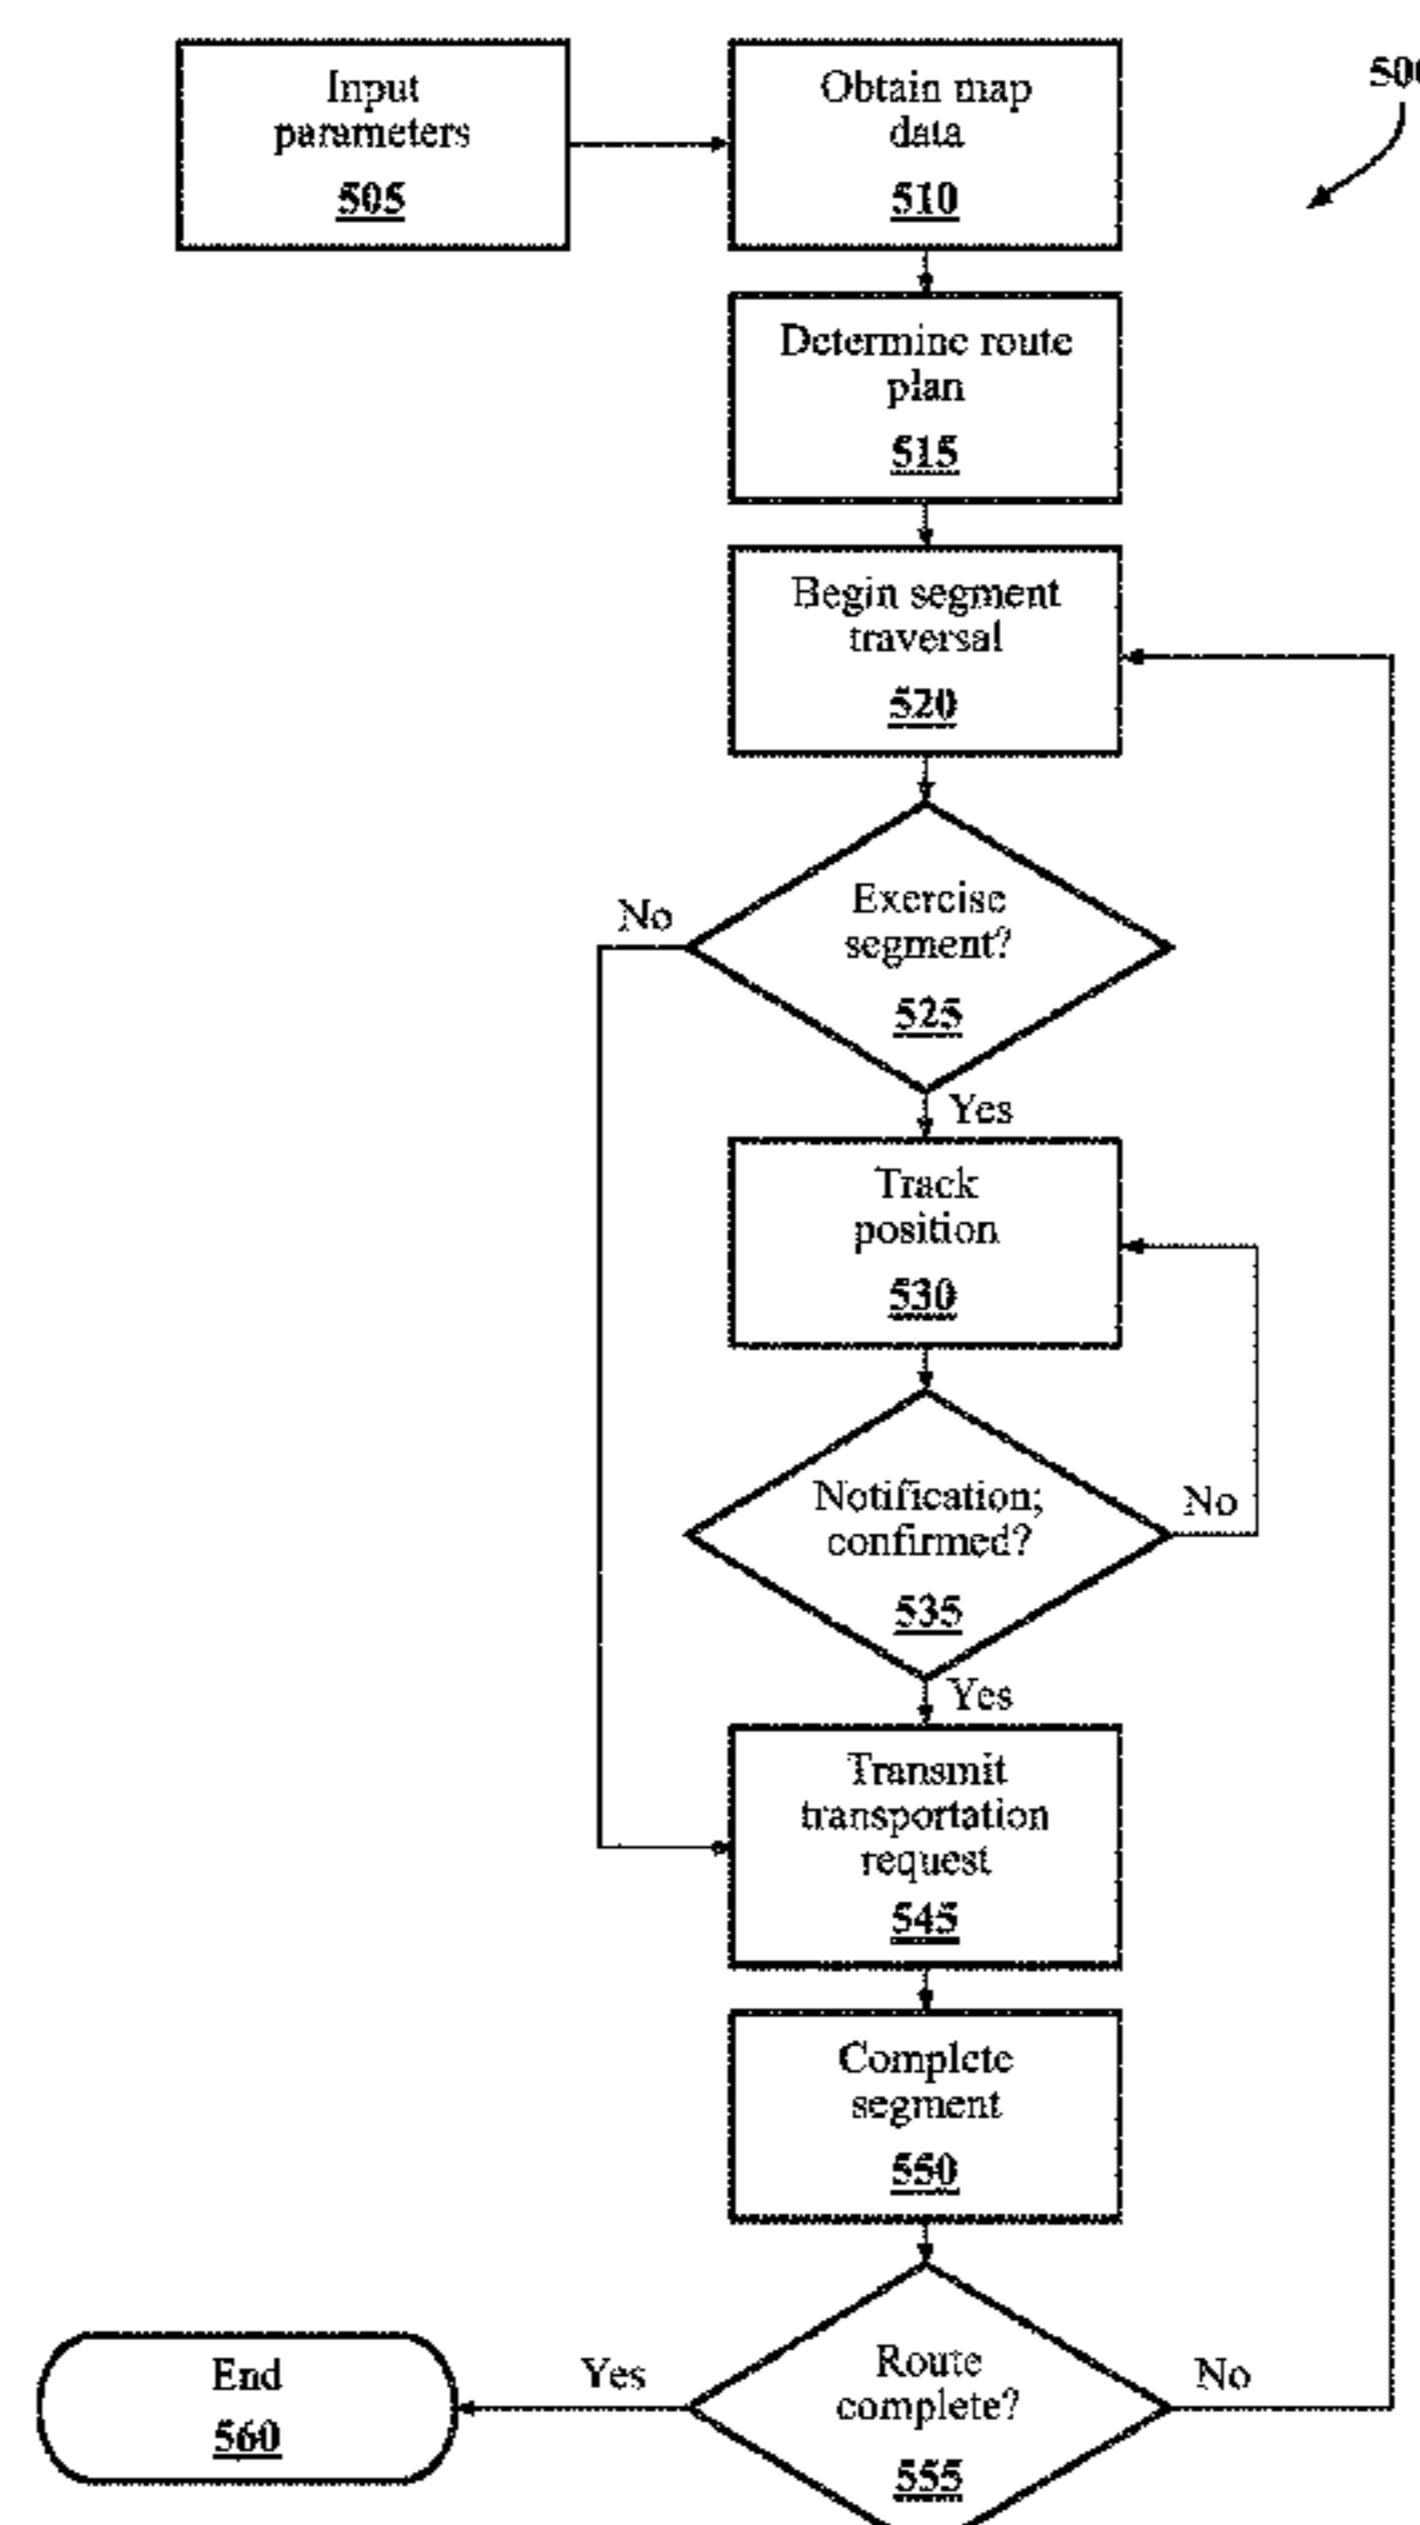 Input
parameters
505
Obtain map
data
510
500
Determine route
plan
515
Begin segment
traversal
520
Exercise
segment?
525
No
Yes
Track
position
530
Notification;
confirmed?
535
No
Yes
Transmit
transportation
request
545
Complete
segment
550
Route
complete?
555
Yes
No
End
560